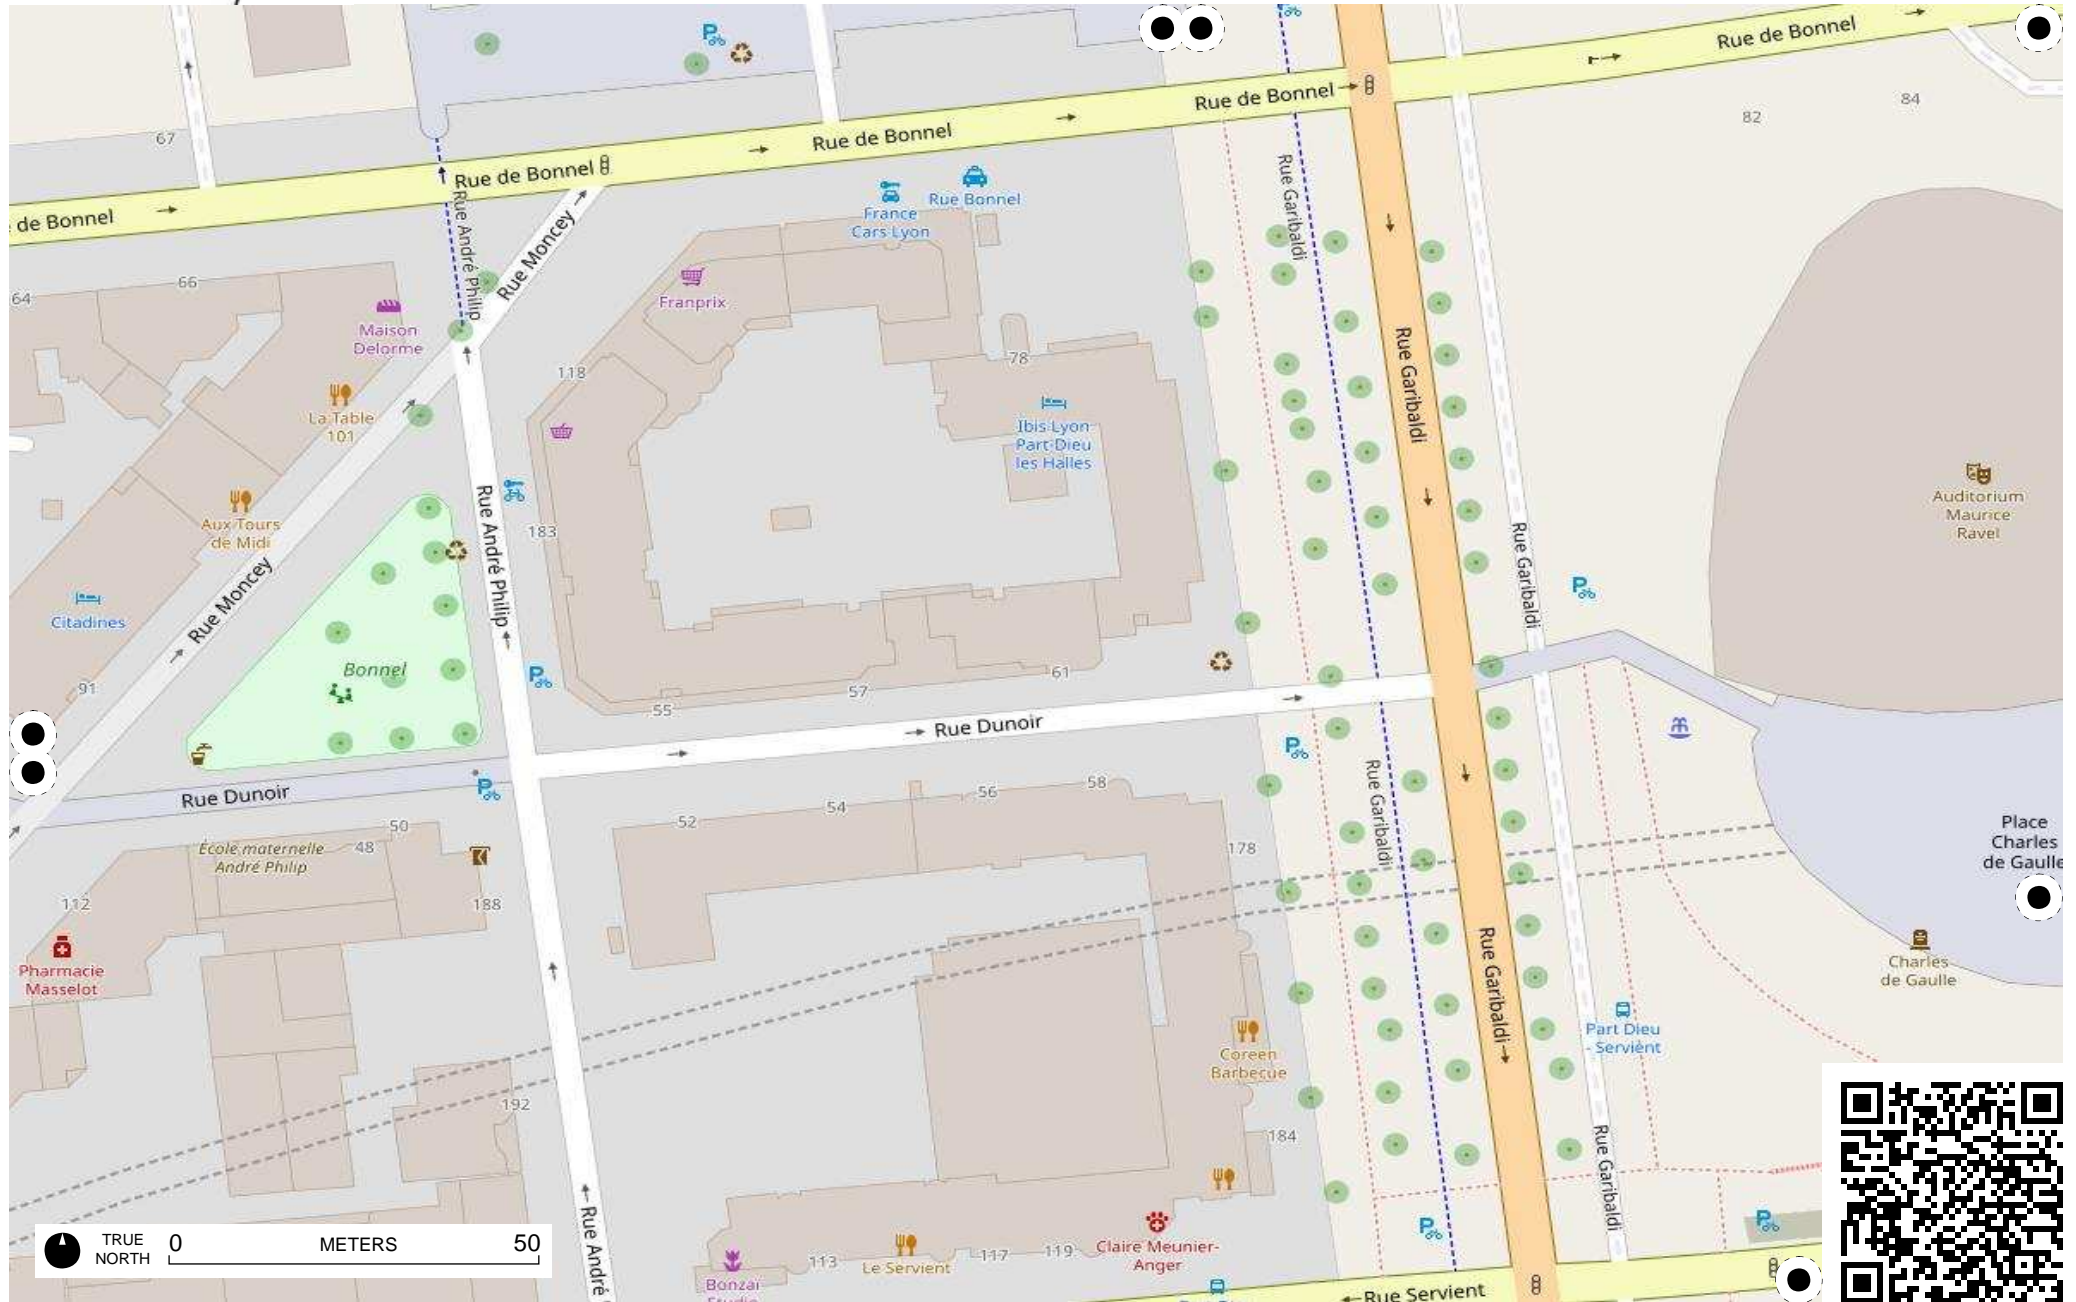 Rue de Bonnel
67
Rue de Bonnel
Rue de Bonnel
Rue de Bonnel
84
82
de Bonnel
Rue André Philip
Rue Moncey
France
Cars Lyon
Rue Bonnel
Rue Garibaldi
64
66
Franprix
Maison
Delorme
118
78
Rue Garibaldi
La Table
101
Ibis Lyon
Part-Dieu
les Halles
Auditorium
Maurice
Ravel
Aux Tours
de Midi
183
Rue André Philip
Rue Garibaldi
Citadines
Rue Moncey
Bonnel
91
55
57
61
Rue Dunoir
Rue Dunoir
Rue Garibaldi
50
48
52
54
56
58
178
École maternelle
André Philip
Place
Charles
de Gaulle
112
188
Pharmacie
Masselot
Rue Garibaldi
Charles
de Gaulle
Coreen
Barbecue
Part Dieu
- Servient
192
184
Rue Garibaldi
Rue André
113
Le Servient
117
119
Claire Meunier-
Anger
Bonzaï
Rue Servient
TRUE
NORTH
0
METERS
50